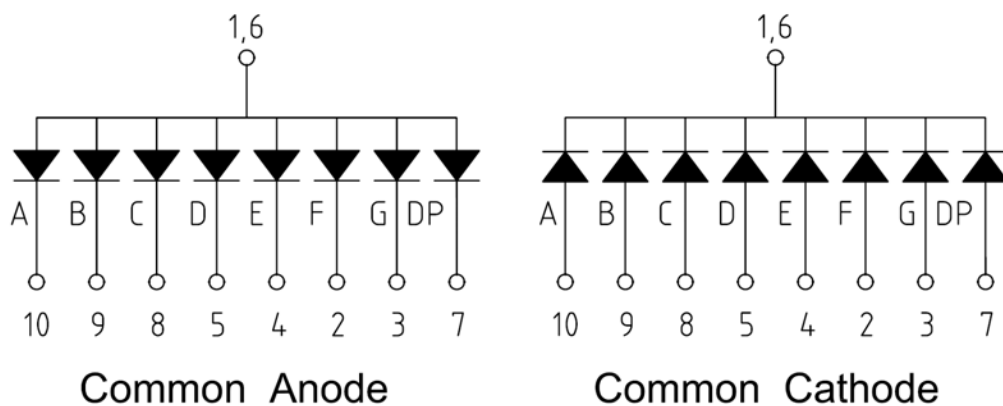 1,6 1,6
A B C D E F G DP A B C D E F G DP
10 9 8 5 4 2 3 7 10 9 8 5 4 2 3 7
Common Anode Common Cathode